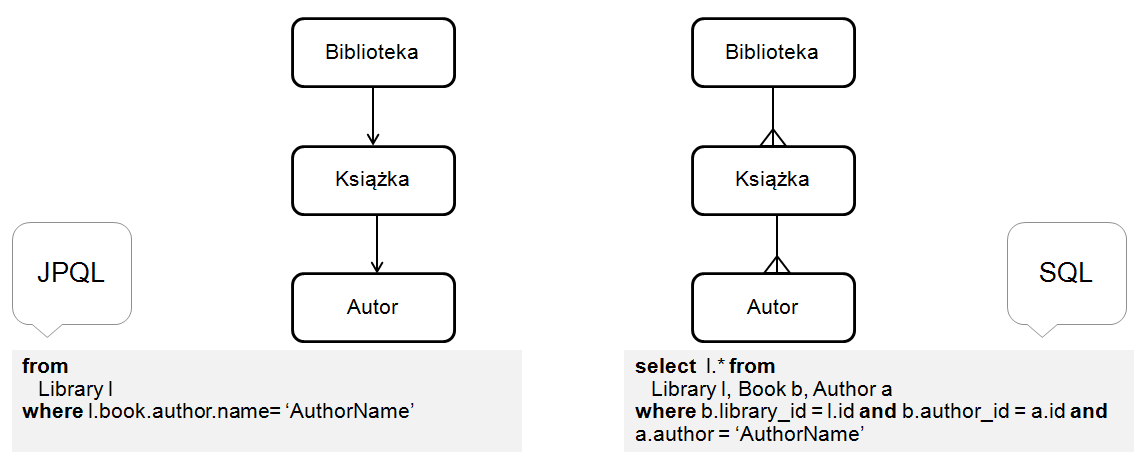 Biblioteka
Książka
Autor
JPQL
from
Library l
where l.book.author.name= ‘AuthorName’
Biblioteka
Książka
Autor
SQL
select l.* from
Library l, Book b, Author a
where b.library_id = l.id and b.author_id = a.id and
a.author = ‘AuthorName’